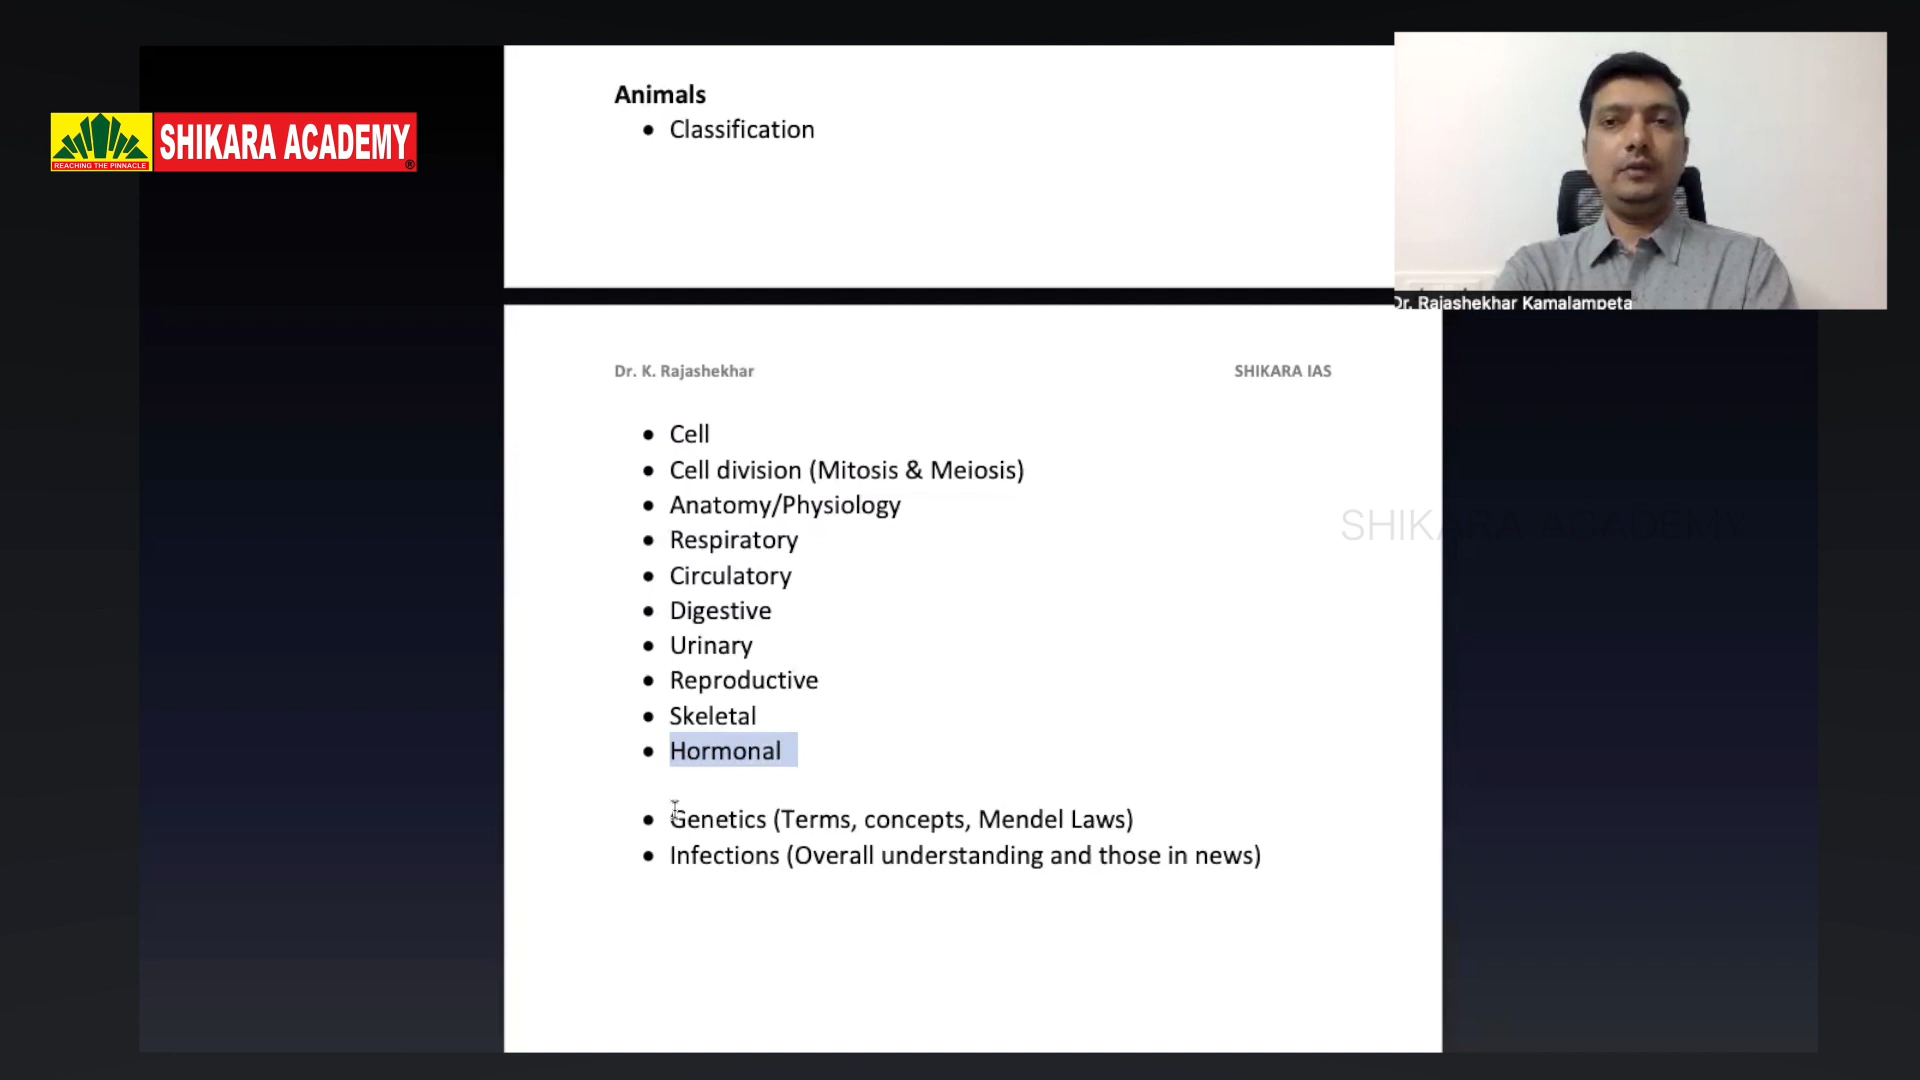 Animals
• Classification
SHIKARA ACADEMY
REACHING THE PINNACLE
®
Dr. Rajashekhar Kamalampeta
Dr. K. Rajashekhar
SHIKARA IAS
• Cell
• Cell division (Mitosis & Meiosis)
• Anatomy/Physiology
• Respiratory
• Circulatory
• Digestive
• Urinary
• Reproductive
• Skeletal
• Hormonal
• Genetics (Terms, concepts, Mendel Laws)
• Infections (Overall understanding and those in news)
SHIKARA ACADEMY